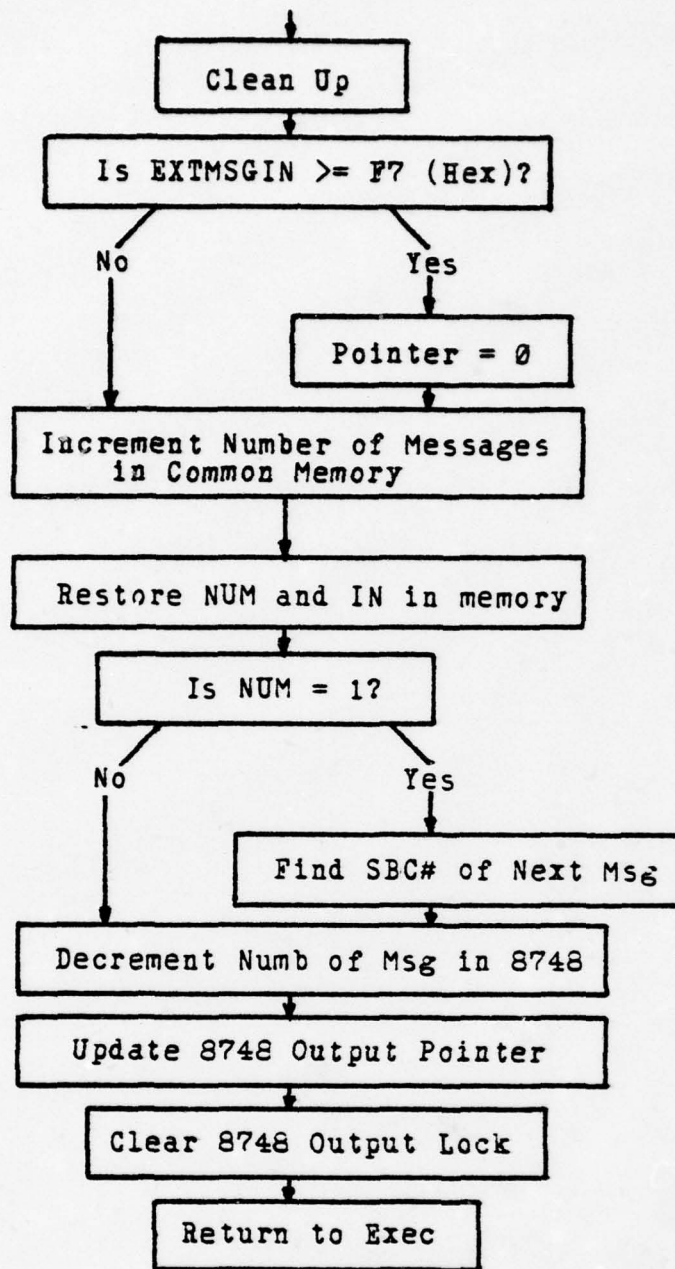 Clean Up
Is EXTMSGIN >= F7 (Hex)?
No
Yes
Pointer = Ø
Increment Number of Messages
in Common Memory
Restore NUM and IN in memory
Is NUM = 1?
No
Yes
Find SBC# of Next Msg
Decrement Numb of Msg in 8748
Update 8748 Output Pointer
Clear 8748 Output Lock
Return to Exec